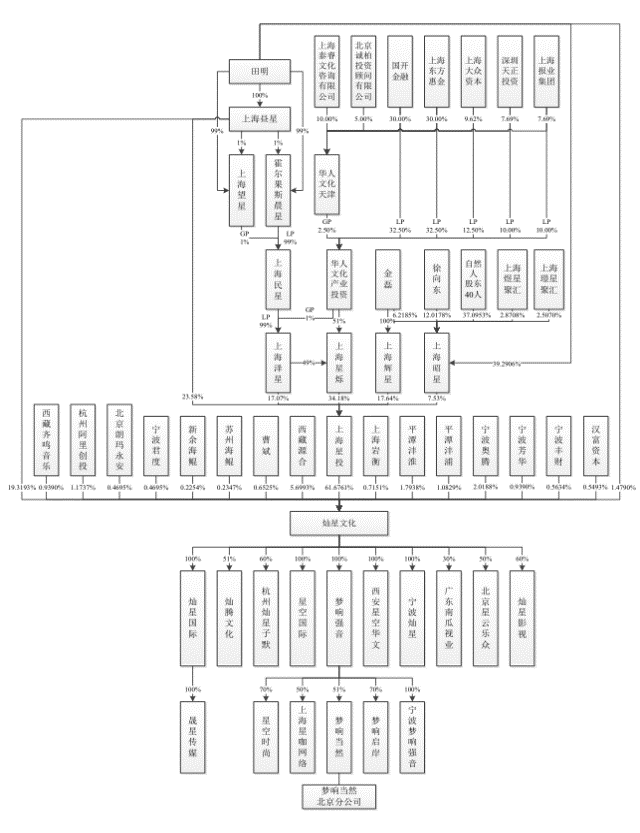 上海泰睿文化咨询有限公司
北京诚柏投资顾问有限公司
国开金融
上海东方惠金
上海大众资本
深圳天正投资
上海报业集团
田明
100%
10.00%
5.00%
30.00%
30.00%
9.62%
7.69%
7.69%
上海燊星
99%
99%
1%
1%
上海望星
霍尔果斯晨星
华人文化天津
GP
1%
LP
99%
GP
2.50%
LP
32.50%
LP
32.50%
LP
12.50%
LP
10.00%
LP
10.00%
上海民星
华人文化产业投资
金磊
徐向东
自然人股东40人
上海煜星聚汇
上海璟星聚汇
LP
99%
GP
1%
51%
100%
6.2185%
12.0178%
37.0953%
2.8708%
2.5070%
上海泽星
49%
上海星烁
上海辉星
上海昭星
39.2906%
23.58%
17.07%
34.18%
17.64%
7.53%
西藏齐鸣音乐
杭州阿里创投
北京朗玛永安
宁波君度
新余海鲲
苏州海鲲
曹斌
西藏源合
上海星投
上海岩衡
平潭沣淮
平潭沣浦
宁波奥腾
宁波芳华
宁波丰财
汉富资本
19.3193%
0.9390%
1.1737%
0.4695%
0.4695%
0.2254%
0.2347%
0.6525%
5.6993%
61.6761%
0.7151%
1.7938%
1.0829%
2.0188%
0.9390%
0.5634%
0.5493%
1.4790%
灿星文化
100%
51%
60%
100%
100%
100%
100%
30%
50%
60%
灿星国际
灿腾文化
杭州灿星子默
星空国际
梦响强音
西安星空华文
宁波灿星
广东南瓜视业
北京星云乐众
灿星影视
100%
70%
50%
51%
70%
100%
晟星传媒
星空时尚
上海星咖网络
梦响当然
梦响启岸
宁波梦响强音
梦响当然
北京分公司